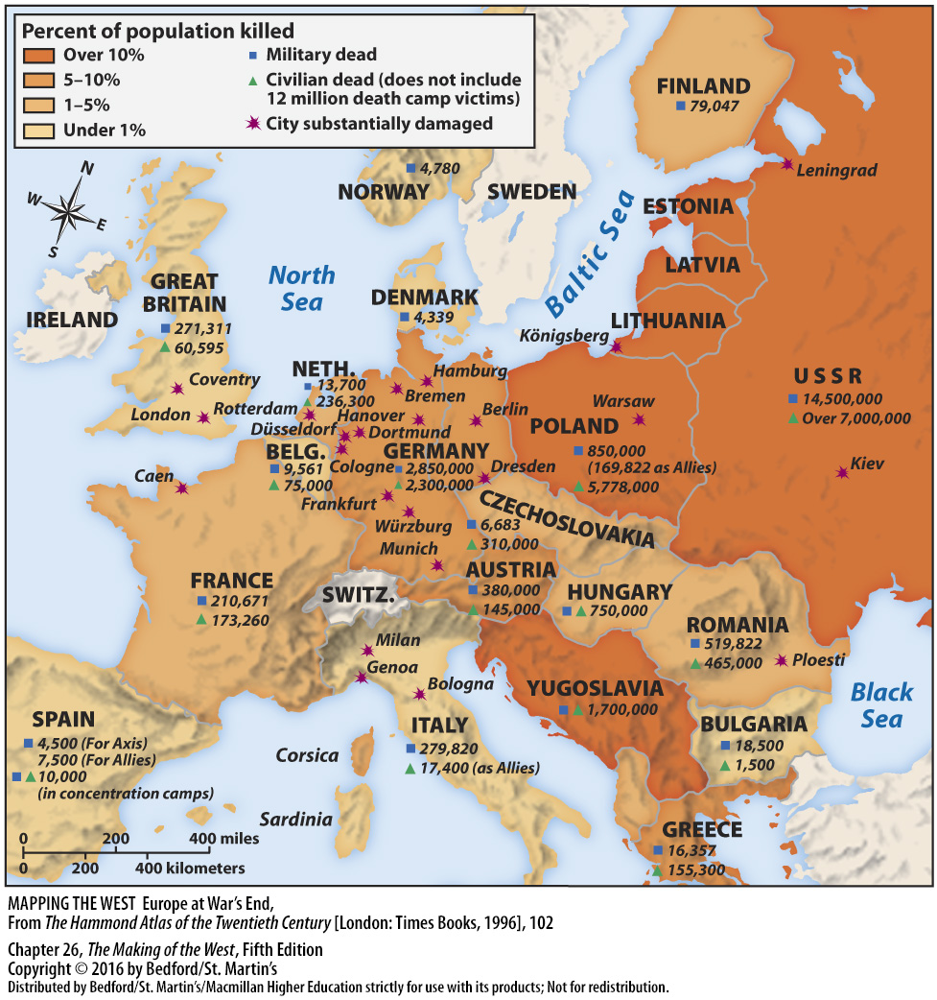 Percent of population killed
Over 10%
5–10%
1–5%
Under 1%
Military dead
Civilian dead (does not include
12 million death camp victims)
City substantially damaged
N
W
E
S
FINLAND
79,047
Leningrad
4,780
NORWAY
SWEDEN
ESTONIA
LATVIA
LITHUANIA
Baltic Sea
North
Sea
IRELAND
GREAT
BRITAIN
271,311
60,595
Coventry
London
DENMARK
4,339
Königsberg
USSR
14,500,000
Over 7,000,000
Kiev
NETH.
13,700
236,300
Rotterdam
Hamburg
Bremen
Berlin
Hanover
Düsseldorf
Dortmund
Cologne
GERMANY
2,850,000
2,300,000
Dresden
Frankfurt
Würzburg
Munich
Warsaw
POLAND
850,000
(169,822 as Allies)
5,778,000
BELG.
9,561
75,000
Caen
CZECHOSLOVAKIA
6,683
310,000
FRANCE
210,671
173,260
SWITZ.
AUSTRIA
380,000
145,000
HUNGARY
750,000
ROMANIA
519,822
465,000
Ploesti
Milan
Genoa
Bologna
YUGOSLAVIA
1,700,000
Black
Sea
BULGARIA
18,500
1,500
ITALY
279,820
17,400 (as Allies)
SPAIN
4,500 (For Axis)
7,500 (For Allies)
10,000
(in concentration camps)
Corsica
Sardinia
GREECE
16,357
155,300
0 200 400 miles
0 200 400 kilometers
MAPPING THE WEST Europe at War's End,
From The Hammond Atlas of the Twentieth Century [London: Times Books, 1996], 102
Chapter 26, The Making of the West, Fifth Edition
Copyright © 2016 by Bedford/St. Martin's
Distributed by Bedford/St. Martin's/Macmillan Higher Education strictly for use with its products; Not for redistribution.